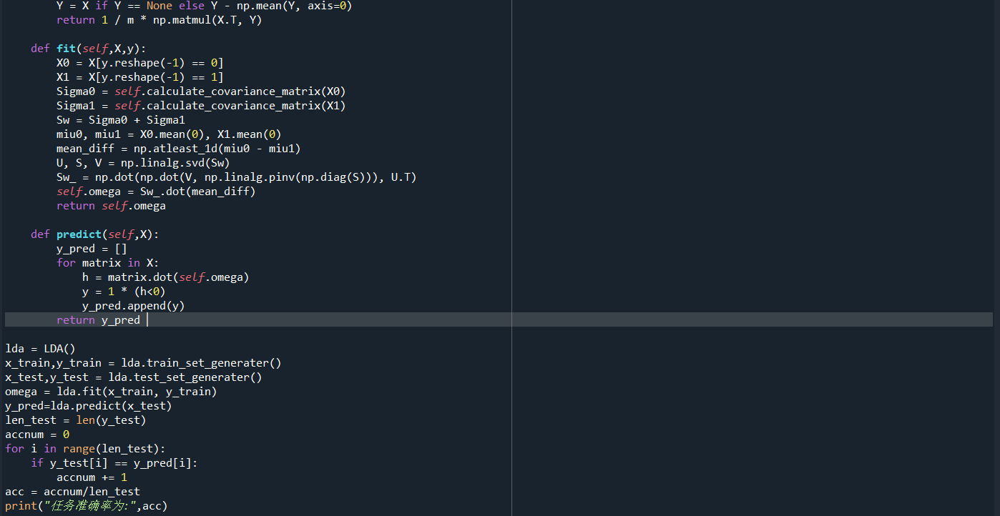 Y = X if Y == None else Y - np.mean(Y, axis=0)
return 1 / m * np.matmul(X.T, Y)
def fit(self,X,y):
X0 = X[y.reshape(-1) == 0]
X1 = X[y.reshape(-1) == 1]
Sigma0 = self.calculate_covariance_matrix(X0)
Sigma1 = self.calculate_covariance_matrix(X1)
Sw = Sigma0 + Sigma1
miu0, miu1 = X0.mean(0), X1.mean(0)
mean_diff = np.atleast_1d(miu0 - miu1)
U, S, V = np.linalg.svd(Sw)
Sw_ = np.dot(np.dot(V, np.linalg.pinv(np.diag(S))), U.T)
self.omega = Sw_.dot(mean_diff)
return self.omega
def predict(self,X):
y_pred = []
for matrix in X:
h = matrix.dot(self.omega)
y = 1 * (h<0)
y_pred.append(y)
return y_pred
lda = LDA()
x_train,y_train = lda.train_set_generater()
x_test,y_test = lda.test_set_generater()
omega = lda.fit(x_train, y_train)
y_pred=lda.predict(x_test)
len_test = len(y_test)
accnum = 0
for i in range(len_test):
if y_test[i] == y_pred[i]:
accnum += 1
acc = accnum/len_test
print("任务准确率为:",acc)